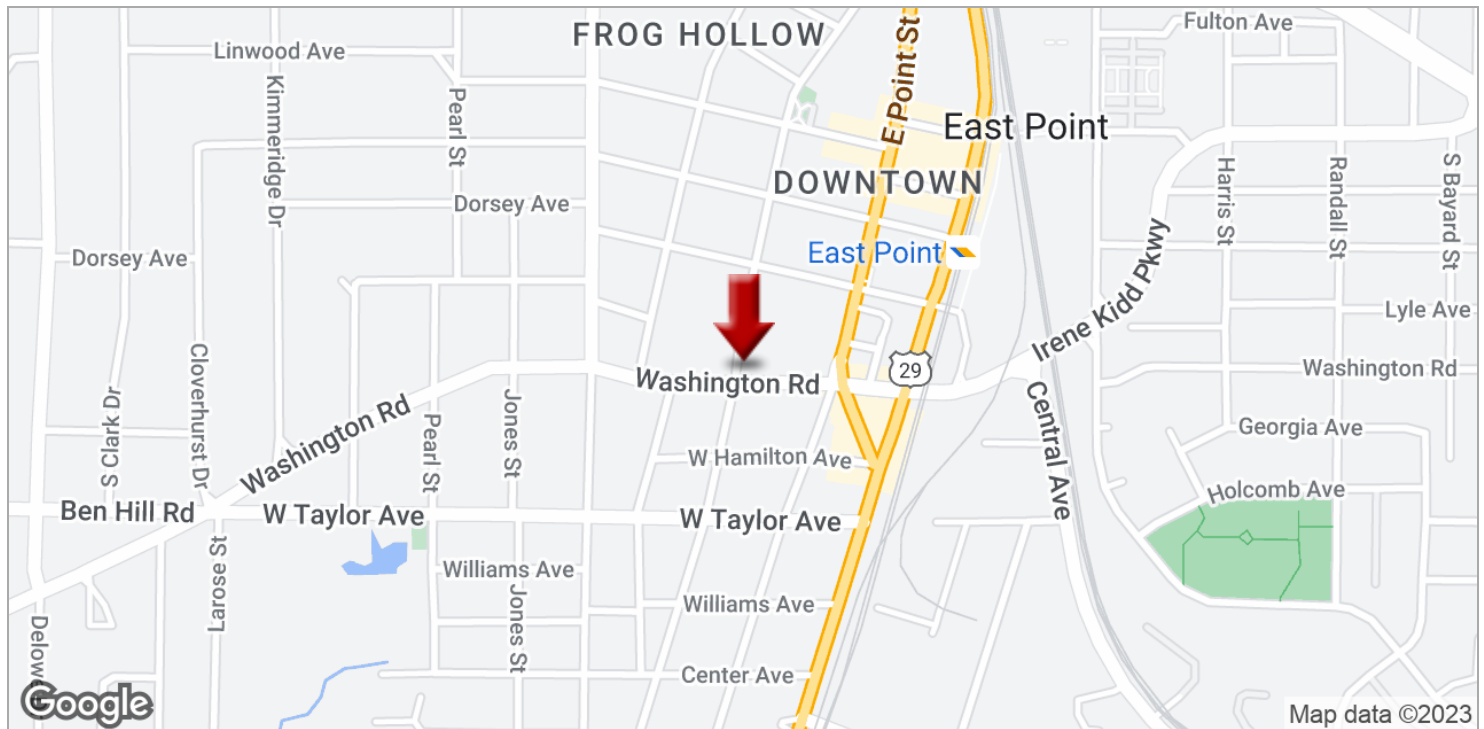 FROG HOLLOW
Fulton Ave
Linwood Ave
E Point St
Kimmeridge Dr
Pearl St
East Point
DOWNTOWN
Harris St
Randall St
S Bayard St
Dorsey Ave
Dorsey Ave
East Point
Irene Kidd Pkwy
Lyle Ave
Cloverhurst Dr
29
Washington Rd
Washington Rd
S Clark Dr
Washington Rd
Jones St
Pearl St
Central Ave
Georgia Ave
W Hamilton Ave
Holcomb Ave
Ben Hill Rd
W Taylor Ave
W Taylor Ave
Larose St
Williams Ave
Jones St
Williams Ave
Center Ave
Google
Map data ©2023